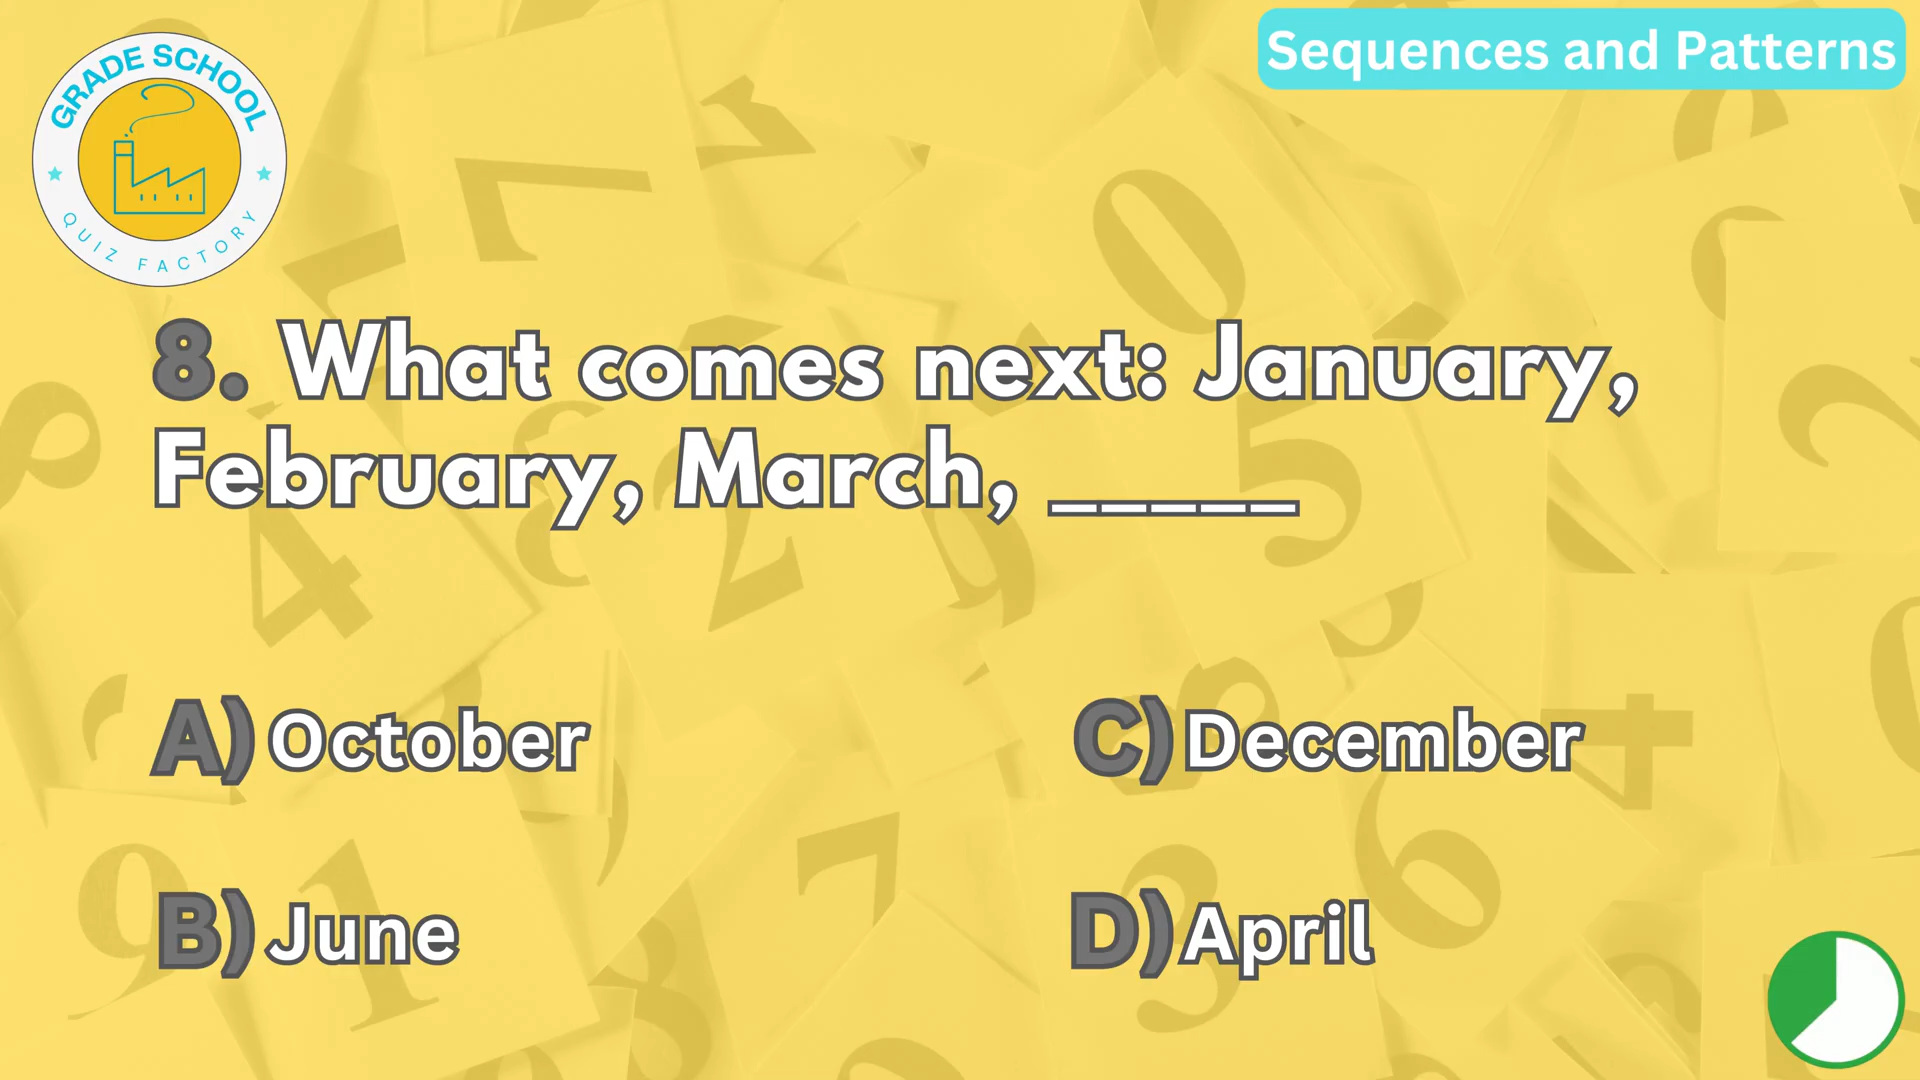 GRADE SCHOOL
QUIZ FACTORY
Sequences and Patterns
8. What comes next: January,
February, March, _____
A) October
B) June
C) December
D) April